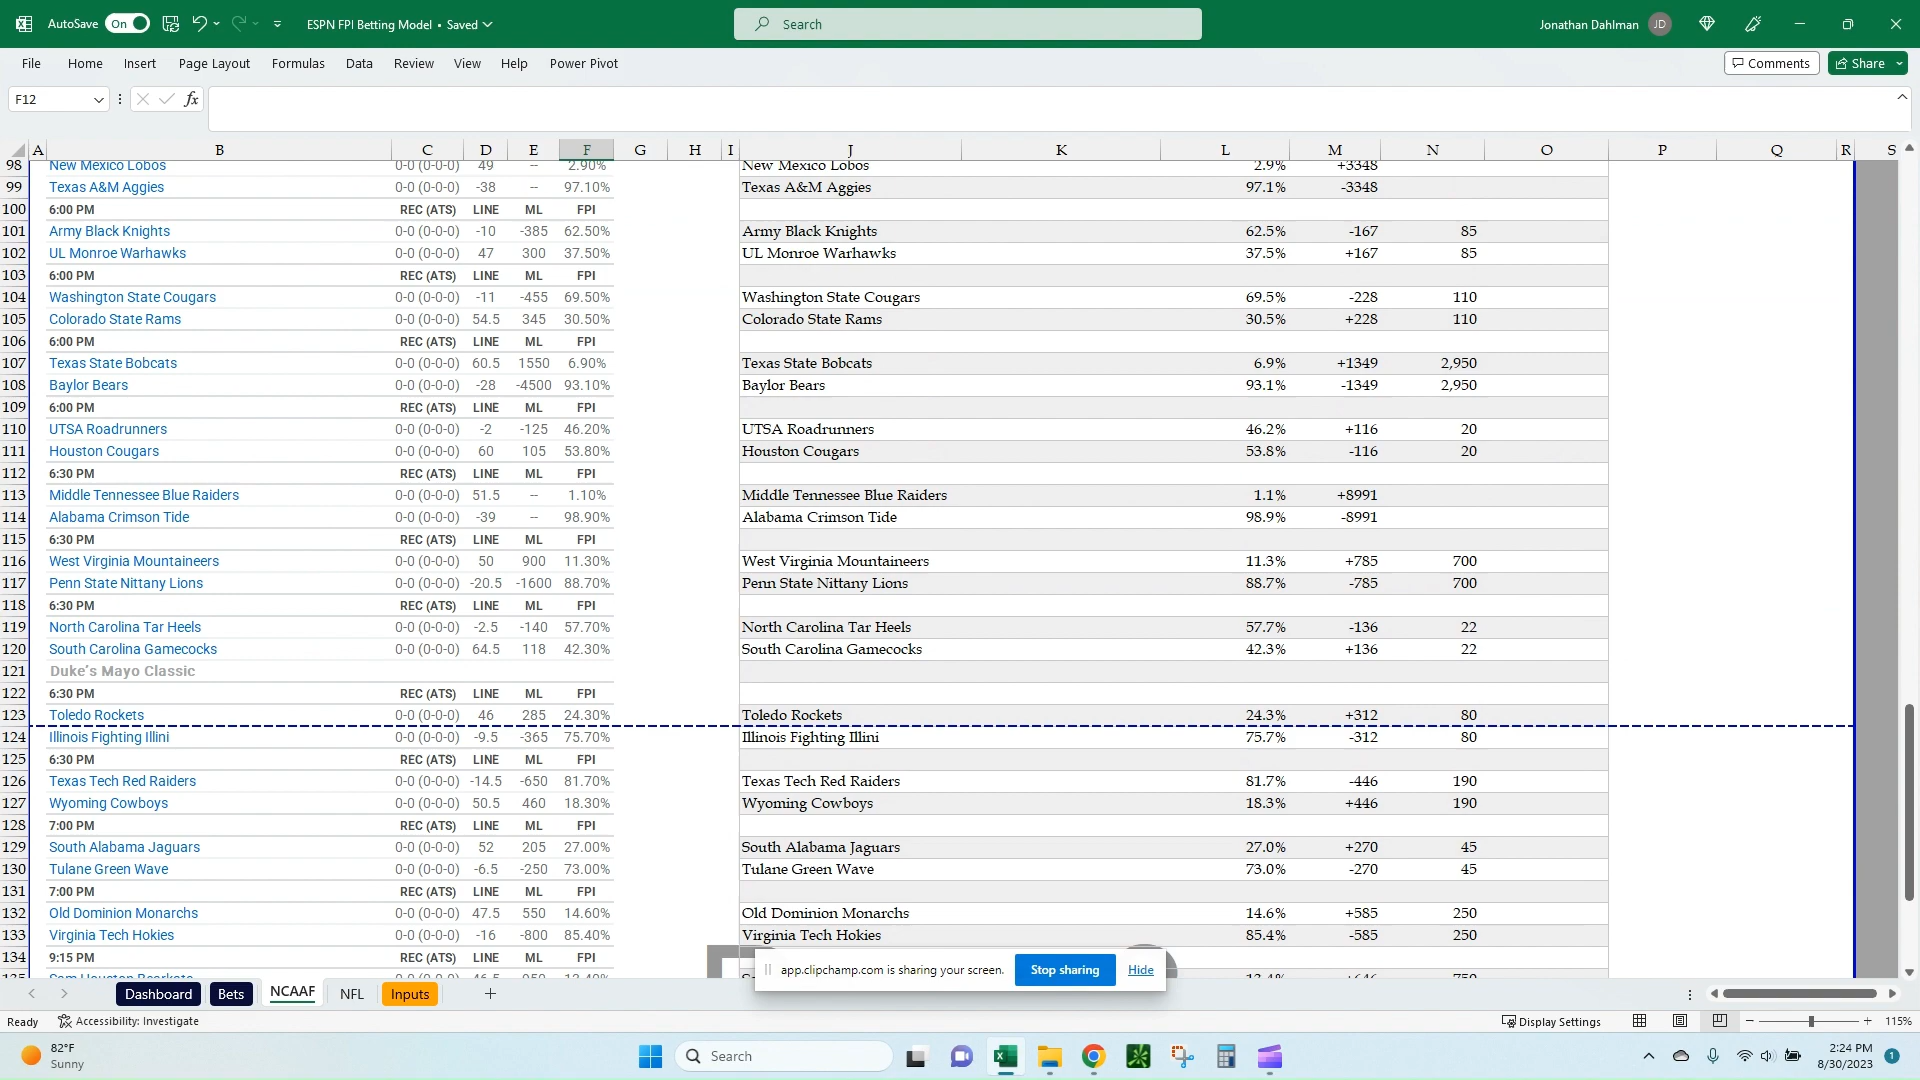 AutoSave On ESPN FPI Betting Model • Saved Search Jonathan Dahlman JD
File Home Insert Page Layout Formulas Data Review View Help Power Pivot Comments Share
F12 fx
A B C D E F G H I J K L M N O P Q R S
98 New Mexico Lobos 0-0 (0-0-0) 49 -- 2.90% New Mexico Lobos 2.9% +3348
99 Texas A&M Aggies 0-0 (0-0-0) -38 -- 97.10% Texas A&M Aggies 97.1% -3348
100 6:00 PM REC (ATS) LINE ML FPI
101 Army Black Knights 0-0 (0-0-0) -10 -385 62.50% Army Black Knights 62.5% -167 85
102 UL Monroe Warhawks 0-0 (0-0-0) 47 300 37.50% UL Monroe Warhawks 37.5% +167 85
103 6:00 PM REC (ATS) LINE ML FPI
104 Washington State Cougars 0-0 (0-0-0) -11 -455 69.50% Washington State Cougars 69.5% -228 110
105 Colorado State Rams 0-0 (0-0-0) 54.5 345 30.50% Colorado State Rams 30.5% +228 110
106 6:00 PM REC (ATS) LINE ML FPI
107 Texas State Bobcats 0-0 (0-0-0) 60.5 1550 6.90% Texas State Bobcats 6.9% +1349 2,950
108 Baylor Bears 0-0 (0-0-0) -28 -4500 93.10% Baylor Bears 93.1% -1349 2,950
109 6:00 PM REC (ATS) LINE ML FPI
110 UTSA Roadrunners 0-0 (0-0-0) -2 -125 46.20% UTSA Roadrunners 46.2% +116 20
111 Houston Cougars 0-0 (0-0-0) 60 105 53.80% Houston Cougars 53.8% -116 20
112 6:30 PM REC (ATS) LINE ML FPI
113 Middle Tennessee Blue Raiders 0-0 (0-0-0) 51.5 -- 1.10% Middle Tennessee Blue Raiders 1.1% +8991
114 Alabama Crimson Tide 0-0 (0-0-0) -39 -- 98.90% Alabama Crimson Tide 98.9% -8991
115 6:30 PM REC (ATS) LINE ML FPI
116 West Virginia Mountaineers 0-0 (0-0-0) 50 900 11.30% West Virginia Mountaineers 11.3% +785 700
117 Penn State Nittany Lions 0-0 (0-0-0) -20.5 -1600 88.70% Penn State Nittany Lions 88.7% -785 700
118 6:30 PM REC (ATS) LINE ML FPI
119 North Carolina Tar Heels 0-0 (0-0-0) -2.5 -140 57.70% North Carolina Tar Heels 57.7% -136 22
120 South Carolina Gamecocks 0-0 (0-0-0) 64.5 118 42.30% South Carolina Gamecocks 42.3% +136 22
121 Duke’s Mayo Classic
122 6:30 PM REC (ATS) LINE ML FPI
123 Toledo Rockets 0-0 (0-0-0) 46 285 24.30% Toledo Rockets 24.3% +312 80
124 Illinois Fighting Illini 0-0 (0-0-0) -9.5 -365 75.70% Illinois Fighting Illini 75.7% -312 80
125 6:30 PM REC (ATS) LINE ML FPI
126 Texas Tech Red Raiders 0-0 (0-0-0) -14.5 -650 81.70% Texas Tech Red Raiders 81.7% -446 190
127 Wyoming Cowboys 0-0 (0-0-0) 50.5 460 18.30% Wyoming Cowboys 18.3% +446 190
128 7:00 PM REC (ATS) LINE ML FPI
129 South Alabama Jaguars 0-0 (0-0-0) 52 205 27.00% South Alabama Jaguars 27.0% +270 45
130 Tulane Green Wave 0-0 (0-0-0) -6.5 -250 73.00% Tulane Green Wave 73.0% -270 45
131 7:00 PM REC (ATS) LINE ML FPI
132 Old Dominion Monarchs 0-0 (0-0-0) 47.5 550 14.60% Old Dominion Monarchs 14.6% +585 250
133 Virginia Tech Hokies 0-0 (0-0-0) -16 -800 85.40% Virginia Tech Hokies 85.4% -585 250
134 9:15 PM REC (ATS) LINE ML FPI
app.clipchamp.com is sharing your screen. Stop sharing Hide
Dashboard Bets NCAAF NFL Inputs
Ready Accessibility: Investigate Display Settings 115%
82°F
Sunny
Search
2:24 PM
8/30/2023
1